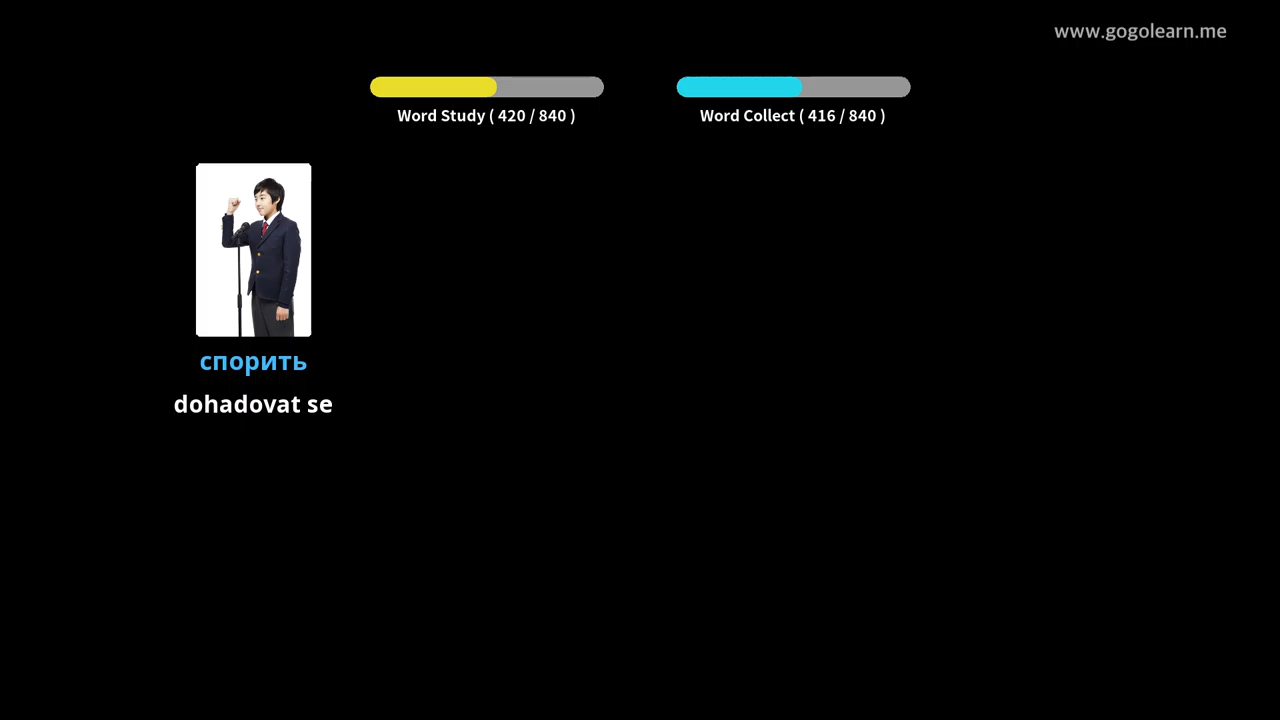 www.gogolearn.me
Word Study ( 420 / 840 )
Word Collect ( 416 / 840 )
спорить
dohadovat se